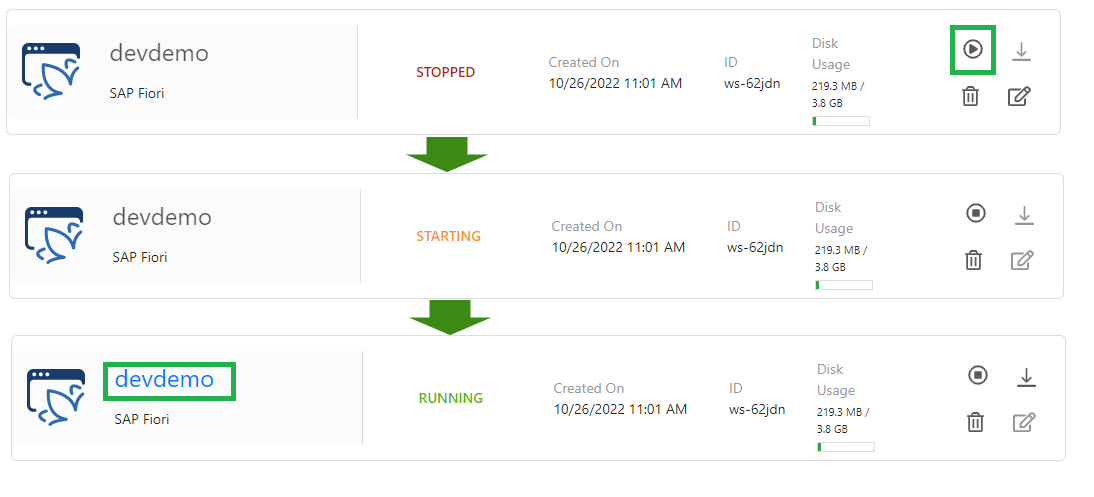 devdemo
SAP Fiori
STOPPED
Created On
10/26/2022 11:01 AM
ID
ws-62jdn
Disk
Usage
219.3 MB /
3.8 GB
devdemo
SAP Fiori
STARTING
Created On
10/26/2022 11:01 AM
ID
ws-62jdn
Disk
Usage
219.3 MB /
3.8 GB
devdemo
SAP Fiori
RUNNING
Created On
10/26/2022 11:01 AM
ID
ws-62jdn
Disk
Usage
219.3 MB /
3.8 GB